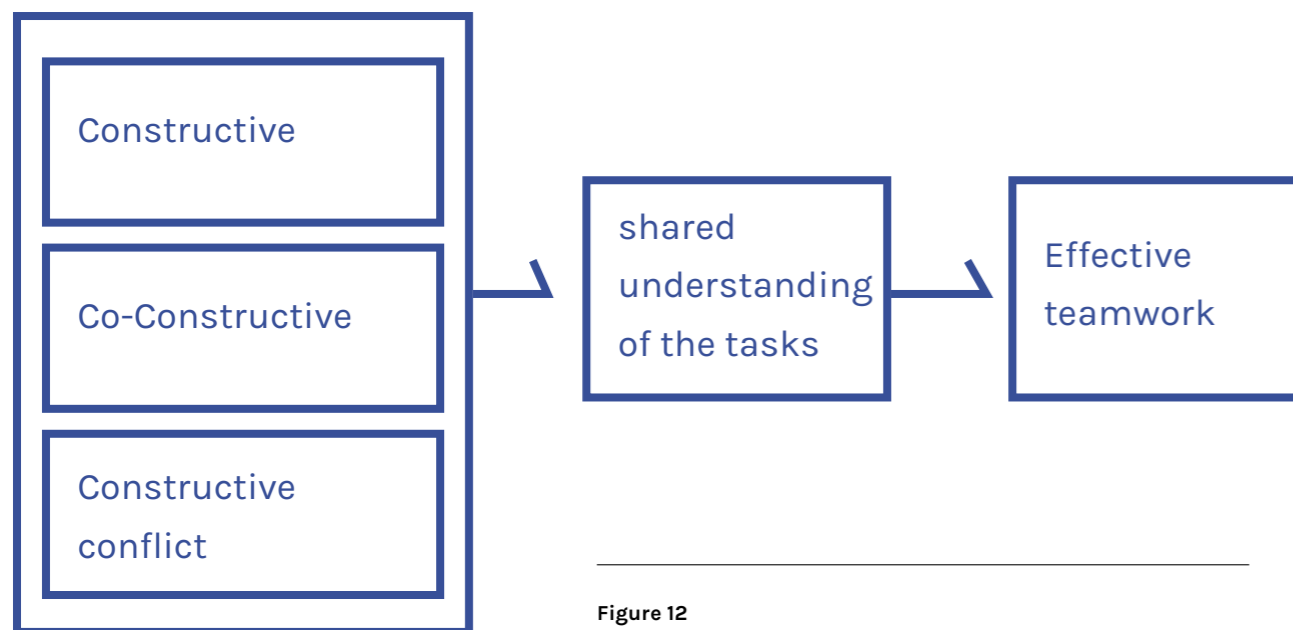 Constructive
Co-Constructive
Constructive
conflict
shared
understanding
of the tasks
Effective
teamwork
Figure 12